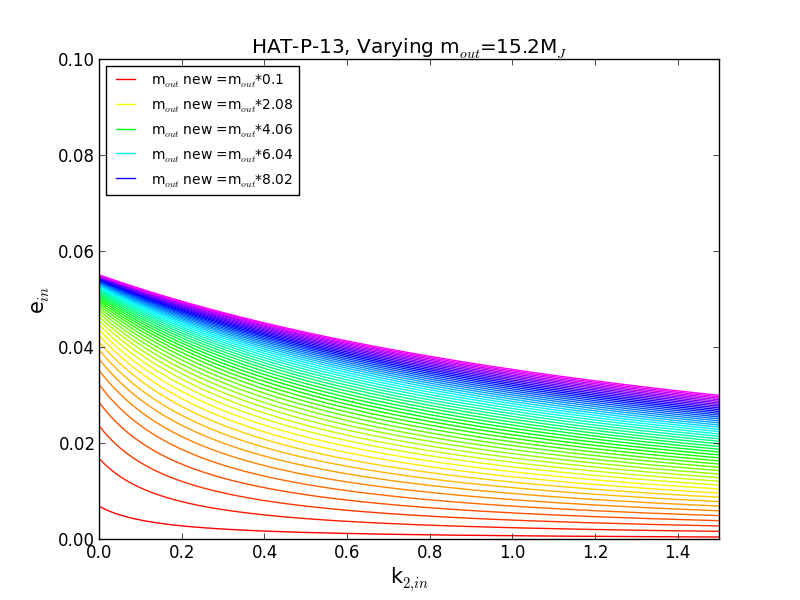 HAT-P-13, Varying m_out=15.2M_J
0.10
m_out new =m_out*0.1
m_out new =m_out*2.08
m_out new =m_out*4.06
m_out new =m_out*6.04
m_out new =m_out*8.02
0.08
0.06
e_in
0.04
0.02
0.00
0.0 0.2 0.4 0.6 0.8 1.0 1.2 1.4
k_2,in